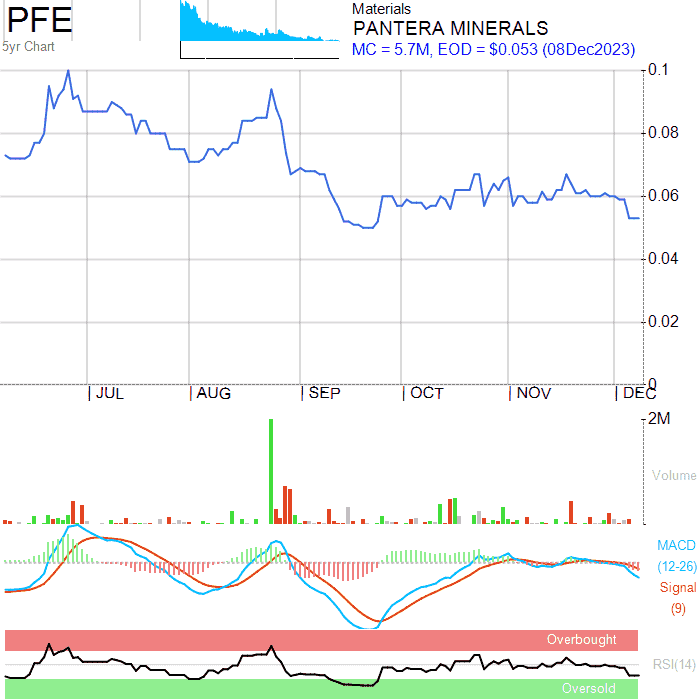 PFE
5yr Chart
Materials
PANTERA MINERALS
MC = 5.7M, EOD = $0.053 (08Dec2023)
0.1
0.08
0.06
0.04
0.02
0
JUL AUG SEP OCT NOV DEC
2M
Volume
MACD
(12-26)
Signal
(9)
Overbought
RSI(14)
Oversold